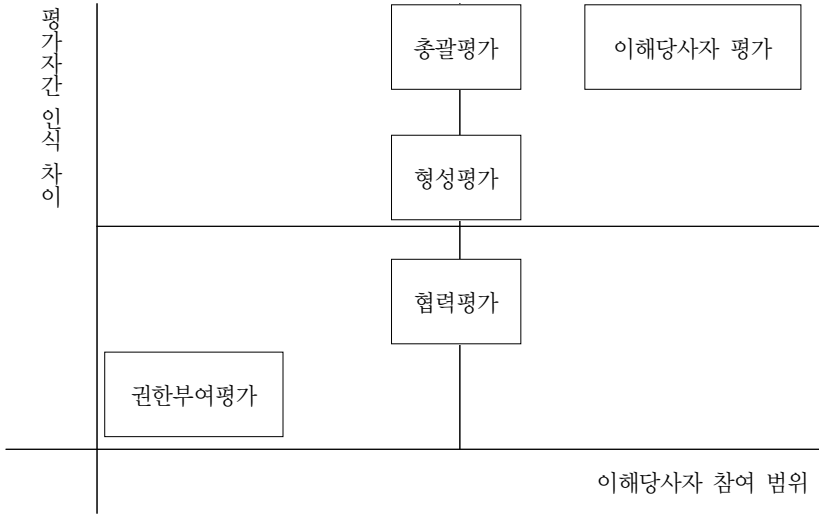 평가자간 인식 차이
총괄평가
이해당사자 평가
형성평가
협력평가
권한부여평가
이해당사자 참여 범위